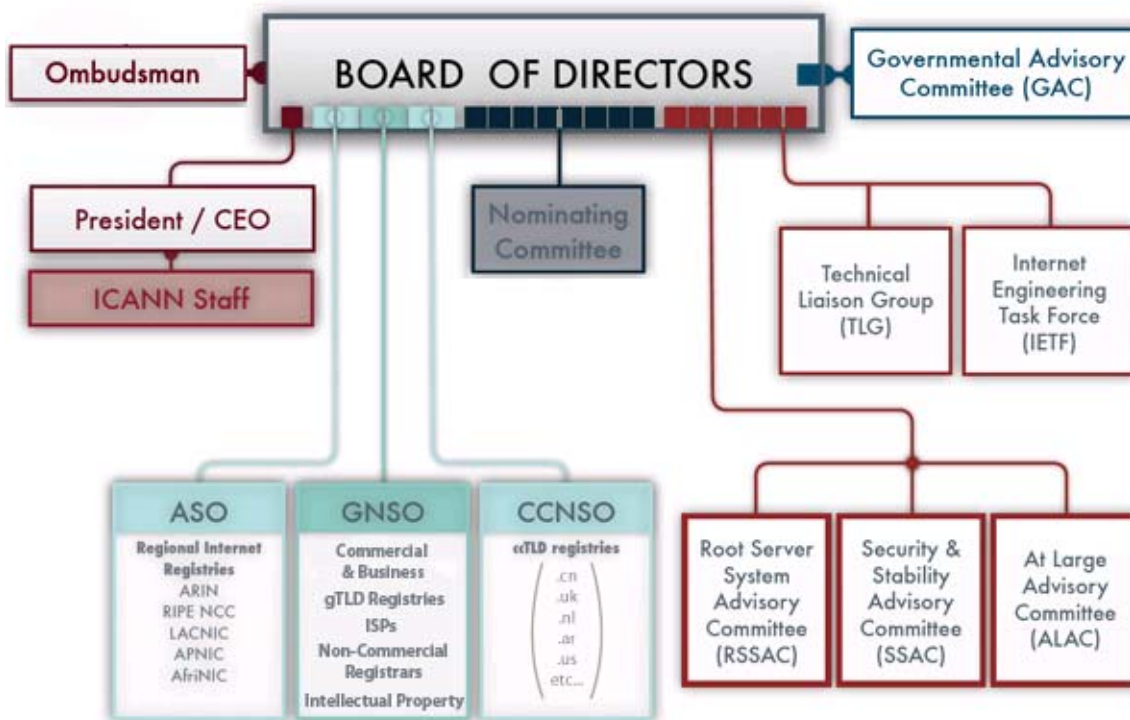 Ombudsman
BOARD OF DIRECTORS
Governmental Advisory
Committee (GAC)
President / CEO
ICANN Staff
Nominating
Committee
Technical
Liaison Group
(TLG)
Internet
Engineering
Task Force
(IETF)
ASO
Regional Internet
Registries
ARIN
RIPE NCC
LACNIC
APNIC
AfriNIC
GNSO
Commercial
& Business
gTLD Registries
ISPs
Non-Commercial
Registrars
Intellectual Property
CCNSO
ccTLD registries
.cn
.uk
.nl
.ar
.us
etc...
Root Server
System
Advisory
Committee
(RSSAC)
Security &
Stability
Advisory
Committee
(SSAC)
At Large
Advisory
Committee
(ALAC)